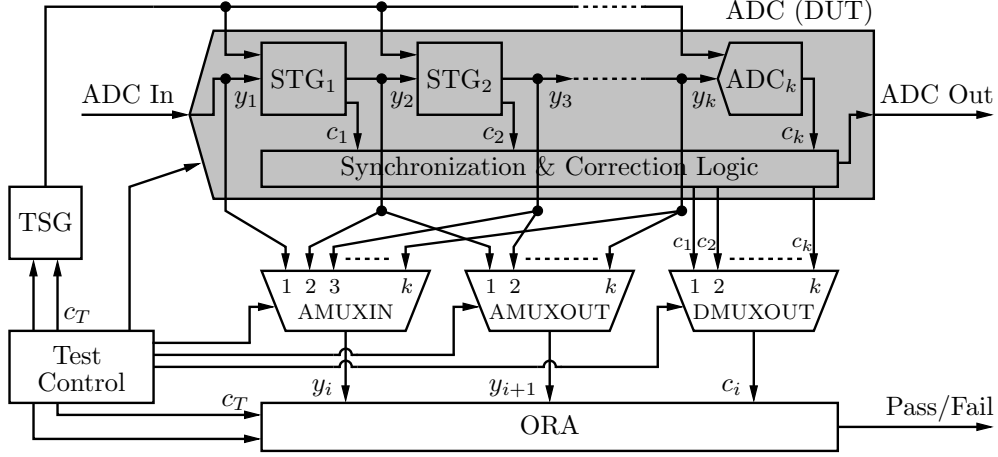 ADC (DUT)
STG₁ STG₂ ADCₖ
ADC In y₁ y₂ y₃ yₖ ADC Out
c₁ c₂ cₖ
Synchronization & Correction Logic
TSG
c₁ c₂ cₖ
1 2 3 k 1 2 k 1 2 k
c_T AMUXIN AMUXOUT DMUXOUT
Test
Control
yᵢ yᵢ₊₁ cᵢ
c_T Pass/Fail
ORA